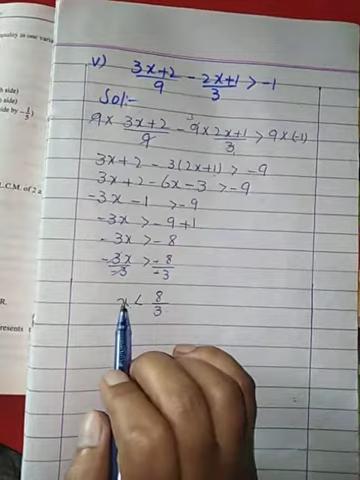 v) (3x+2)/9 - (2x+1)/3 > -1
Sol:-
9 x (3x+2)/9 - 9 x (2x+1)/3 > 9x(-1)
3x+2 - 3(2x+1) > -9
3x+2 - 6x - 3 > -9
-3x - 1 > -9
-3x > -9 + 1
-3x > -8
-3x/-3 > -8/-3
x < 8/3